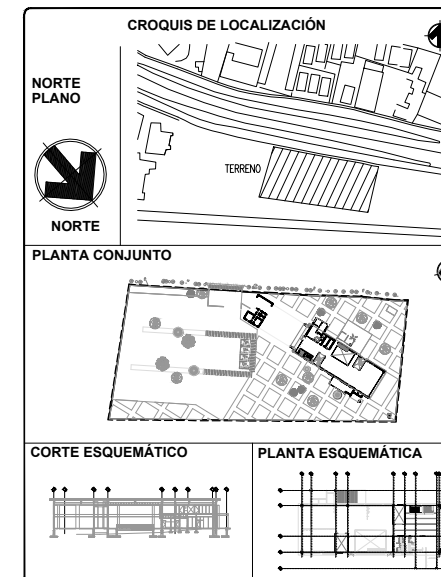 CROQUIS DE LOCALIZACIÓN
NORTE
PLANO
NORTE
TERRENO
PLANTA CONJUNTO
CORTE ESQUEMÁTICO
PLANTA ESQUEMÁTICA